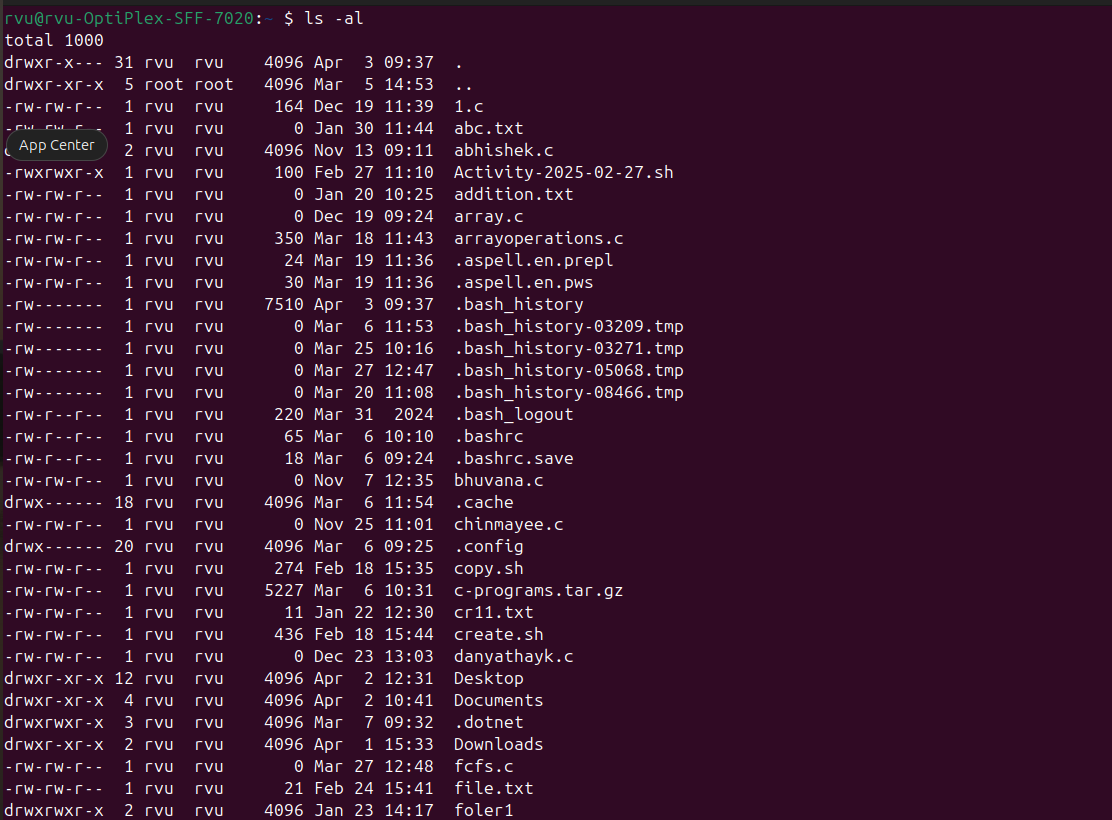 rvu@rvu-OptiPlex-SFF-7020:~ $ ls -al
total 1000
drwxr-x--- 31 rvu  rvu    4096 Apr  3 09:37  .
drwxr-xr-x  5 root root   4096 Mar  5 14:53  ..
-rw-rw-r--  1 rvu  rvu     164 Dec 19 11:39  1.c
-rw-rw-r--  1 rvu  rvu       0 Jan 30 11:44  abc.txt
App Center
2 rvu  rvu    4096 Nov 13 09:11  abhishek.c
-rwxrwxr-x  1 rvu  rvu     100 Feb 27 11:10  Activity-2025-02-27.sh
-rw-rw-r--  1 rvu  rvu       0 Jan 20 10:25  addition.txt
-rw-rw-r--  1 rvu  rvu       0 Dec 19 09:24  array.c
-rw-rw-r--  1 rvu  rvu     350 Mar 18 11:43  arrayoperations.c
-rw-rw-r--  1 rvu  rvu      24 Mar 19 11:36  .aspell.en.prepl
-rw-rw-r--  1 rvu  rvu      30 Mar 19 11:36  .aspell.en.pws
-rw-------  1 rvu  rvu    7510 Apr  3 09:37  .bash_history
-rw-------  1 rvu  rvu       0 Mar  6 11:53  .bash_history-03209.tmp
-rw-------  1 rvu  rvu       0 Mar 25 10:16  .bash_history-03271.tmp
-rw-------  1 rvu  rvu       0 Mar 27 12:47  .bash_history-05068.tmp
-rw-------  1 rvu  rvu       0 Mar 20 11:08  .bash_history-08466.tmp
-rw-r--r--  1 rvu  rvu     220 Mar 31  2024  .bash_logout
-rw-rw-r--  1 rvu  rvu      65 Mar  6 10:10  .bashrc
-rw-r--r--  1 rvu  rvu      18 Mar  6 09:24  .bashrc.save
-rw-rw-r--  1 rvu  rvu       0 Nov  7 12:35  bhuvana.c
drwx------ 18 rvu  rvu    4096 Mar  6 11:54  .cache
-rw-rw-r--  1 rvu  rvu       0 Nov 25 11:01  chinmayee.c
drwx------ 20 rvu  rvu    4096 Mar  6 09:25  .config
-rw-rw-r--  1 rvu  rvu     274 Feb 18 15:35  copy.sh
-rw-rw-r--  1 rvu  rvu    5227 Mar  6 10:31  c-programs.tar.gz
-rw-rw-r--  1 rvu  rvu      11 Jan 22 12:30  cr11.txt
-rw-rw-r--  1 rvu  rvu     436 Feb 18 15:44  create.sh
-rw-rw-r--  1 rvu  rvu       0 Dec 23 13:03  danyathayk.c
drwxr-xr-x 12 rvu  rvu    4096 Apr  2 12:31  Desktop
drwxr-xr-x  4 rvu  rvu    4096 Apr  2 10:41  Documents
drwxrwxr-x  3 rvu  rvu    4096 Mar  7 09:32  .dotnet
drwxr-xr-x  2 rvu  rvu    4096 Apr  1 15:33  Downloads
-rw-rw-r--  1 rvu  rvu       0 Mar 27 12:48  fcfs.c
-rw-rw-r--  1 rvu  rvu      21 Feb 24 15:41  file.txt
drwxrwxr-x  2 rvu  rvu    4096 Jan 23 14:17  foler1